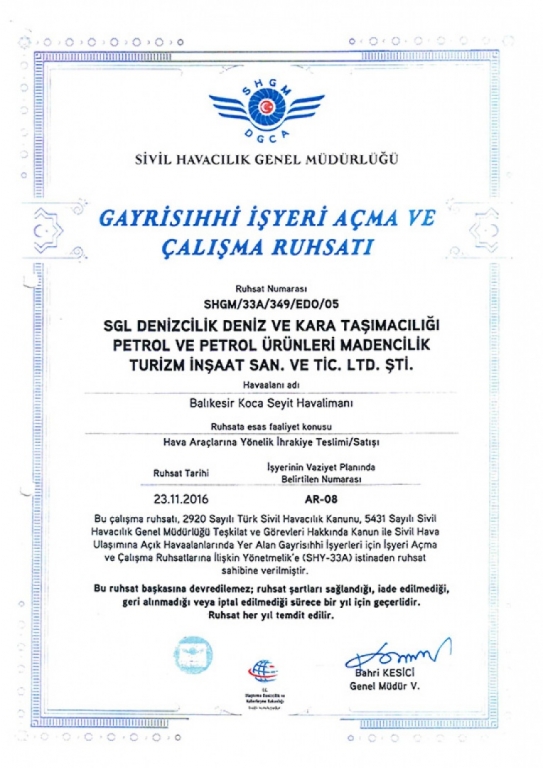 SHGM
DGCA
SİVİL HAVACILIK GENEL MÜDÜRLÜĞÜ
GAYRİSIHHİ İŞYERİ AÇMA VE
ÇALIŞMA RUHSATI
Ruhsat Numarası
SHGM/33A/349/EDO/05
SGL DENİZCİLİK DENİZ VE KARA TAŞIMACILIĞI
PETROL VE PETROL ÜRÜNLERİ MADENCİLİK
TURİZM İNŞAAT SAN. VE TİC. LTD. ŞTİ.
Havaalanı adı
Balıkesir Koca Seyit Havalimanı
Ruhsata esas faaliyet konusu
Hava Araçlarına Yönelik İhrakiye Teslimi/Satışı
Ruhsat Tarihi
İşyerinin Vaziyet Planında
Belirtilen Numarası
23.11.2016 AR-08
Bu çalışma ruhsatı, 2920 Sayılı Türk Sivil Havacılık Kanunu, 5431 Sayılı Sivil
Havacılık Genel Müdürlüğü Teşkilat ve Görevleri Hakkında Kanun ile Sivil Hava
Ulaşımına Açık Havaalanlarında Yer Alan Gayrisıhhi İşyerleri için İşyeri Açma
ve Çalışma Ruhsatlarına İlişkin Yönetmelik'e (SHY-33A) istinaden ruhsat
sahibine verilmiştir.
Bu ruhsat başkasına devredilemez; ruhsat şartları sağlandığı, iade edilmediği,
geri alınmadığı veya iptal edilmediği sürece bir yıl için geçerlidir.
Ruhsat her yıl temdit edilir.
T.C.
Ulaştırma Denizcilik ve
Haberleşme Bakanlığı
Bahri KESİCİ
Genel Müdür V.